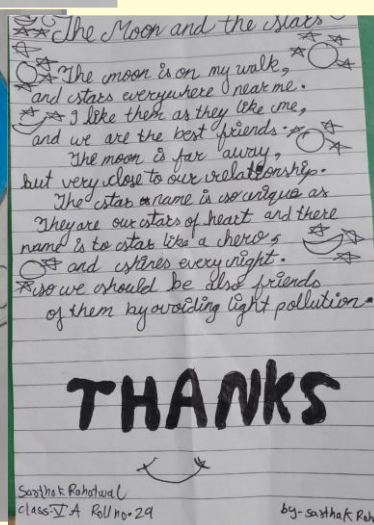 The Moon and the Stars
The moon is on my walk,
and stars everywhere near me.
I like them as they like me,
and we are the best friends.
The moon is far away,
but very close to our relationship.
The star name is so unique as
They are our stars of heart and there
name is to star like a hero,
and shines every night.
so we should be also friends
of them by avoiding light pollution.
THANKS
Sarthak Rahotwal
class-V A Roll no. 29
by- sarthak Rah